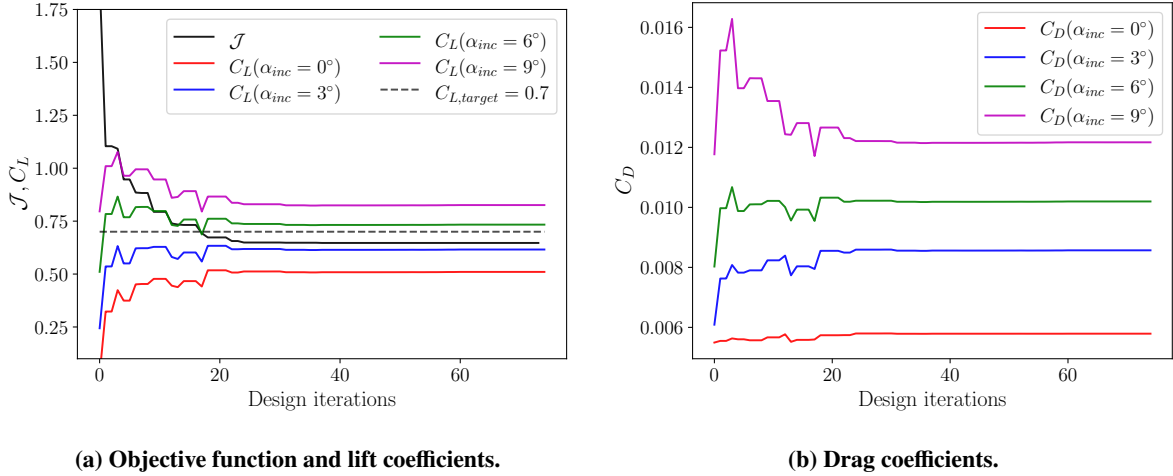 1.75
1.50
1.25
1.00
0.75
0.50
0.25
𝒥, C_L
𝒥
C_L(α_inc = 0°)
C_L(α_inc = 3°)
C_L(α_inc = 6°)
C_L(α_inc = 9°)
C_L,target = 0.7
0 20 40 60
Design iterations
(a) Objective function and lift coefficients.
0.016
0.014
0.012
0.010
0.008
0.006
C_D
C_D(α_inc = 0°)
C_D(α_inc = 3°)
C_D(α_inc = 6°)
C_D(α_inc = 9°)
0 20 40 60
Design iterations
(b) Drag coefficients.